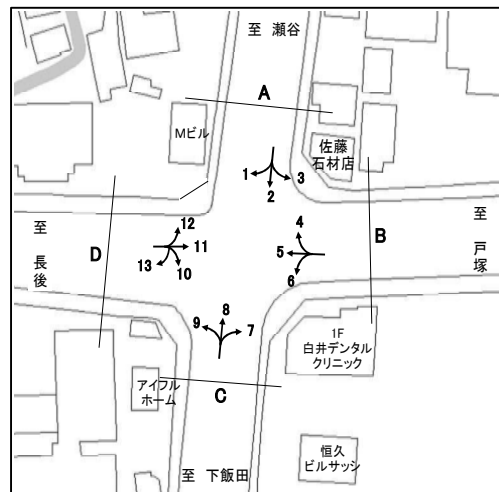 至 瀬谷
A
Mビル
佐藤
石材店
1
2
3
至
長後
D
12
11
13
10
4
5
6
B
至
戸塚
9
8
7
1F
白井デンタル
クリニック
アイフル
ホーム
C
恒久
ビルサッシ
至 下飯田